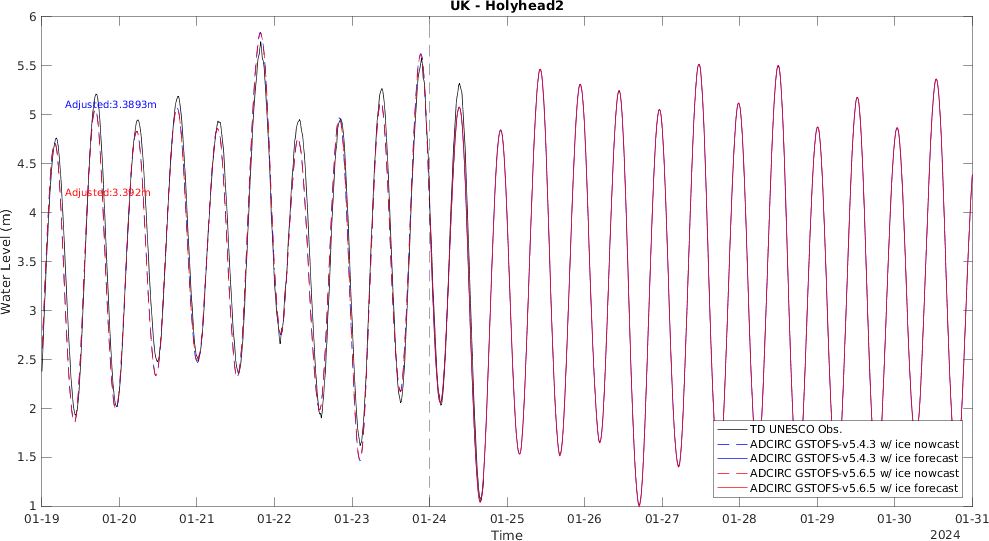 UK - Holyhead2
6
5.5
5
4.5
4
3.5
3
2.5
2
1.5
1
Water Level (m)
Adjusted:3.3893m
Adjusted:3.392m
TD UNESCO Obs.
ADCIRC GSTOFS-v5.4.3 w/ ice nowcast
ADCIRC GSTOFS-v5.4.3 w/ ice forecast
ADCIRC GSTOFS-v5.6.5 w/ ice nowcast
ADCIRC GSTOFS-v5.6.5 w/ ice forecast
01-19 01-20 01-21 01-22 01-23 01-24 01-25 01-26 01-27 01-28 01-29 01-30 01-31
Time
2024